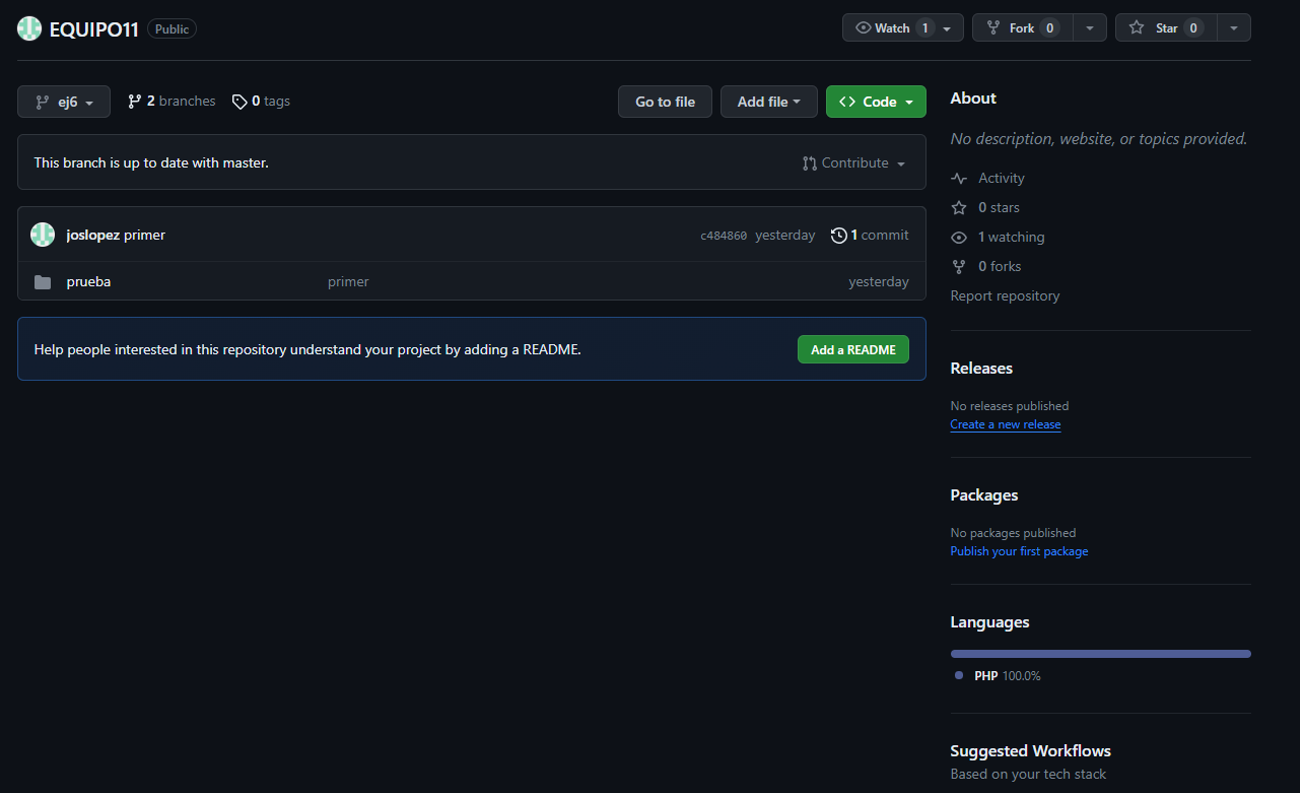 EQUIPO11 Public
Watch 1
Fork 0
Star 0
ej6
2 branches
0 tags
Go to file
Add file
<> Code
This branch is up to date with master.
Contribute
joslopez primer
c484860 yesterday
1 commit
prueba primer yesterday
Help people interested in this repository understand your project by adding a README.
Add a README
About
No description, website, or topics provided.
Activity
0 stars
1 watching
0 forks
Report repository
Releases
No releases published
Create a new release
Packages
No packages published
Publish your first package
Languages
PHP 100.0%
Suggested Workflows
Based on your tech stack